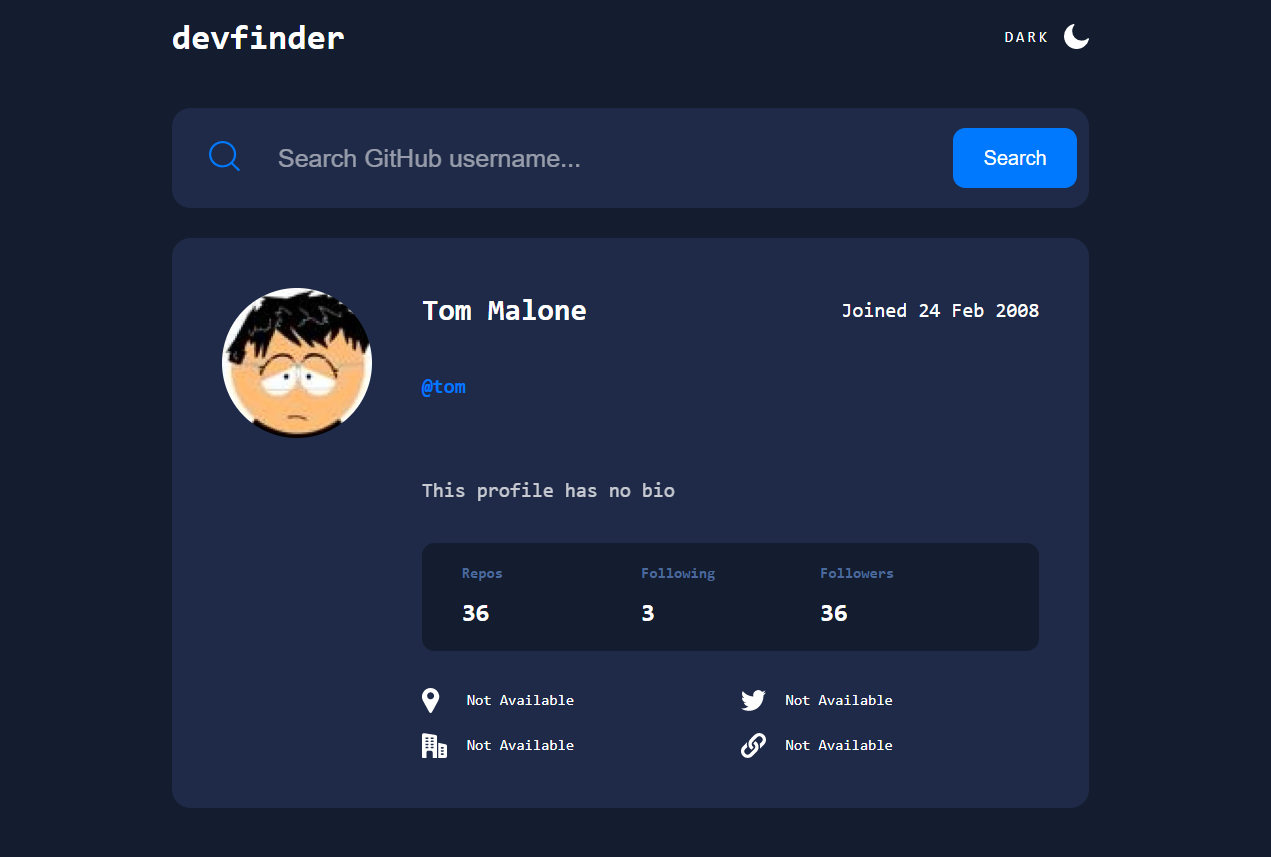 devfinder
DARK
Search GitHub username...
Search
Tom Malone
Joined 24 Feb 2008
@tom
This profile has no bio
Repos Following Followers
36 3 36
Not Available Not Available
Not Available Not Available